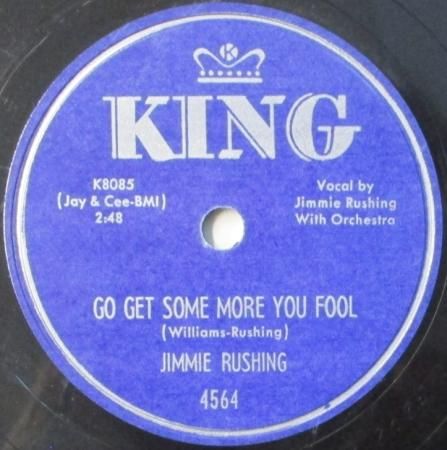 K
KING
K8085
(Jay & Cee-BMI)
2:48
Vocal by
Jimmie Rushing
With Orchestra
GO GET SOME MORE YOU FOOL
(Williams-Rushing)
JIMMIE RUSHING
4564